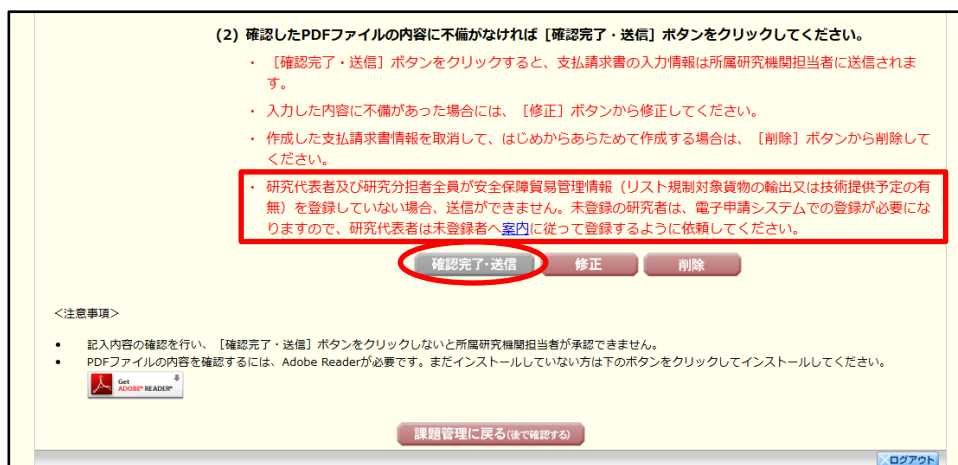 (2) 確認したPDFファイルの内容に不備がなければ［確認完了・送信］ボタンをクリックしてください。
・ ［確認完了・送信］ボタンをクリックすると、支払請求書の入力情報は所属研究機関担当者に送信されま
す。
・ 入力した内容に不備があった場合には、［修正］ボタンから修正してください。
・ 作成した支払請求書情報を取消して、はじめからあらためて作成する場合は、［削除］ボタンから削除して
ください。
・ 研究代表者及び研究分担者全員が安全保障貿易管理情報（リスト規制対象貨物の輸出又は技術提供予定の有
無）を登録していない場合、送信ができません。未登録の研究者は、電子申請システムでの登録が必要にな
りますので、研究代表者は未登録者へ案内に従って登録するように依頼してください。
確認完了・送信 修正 削除
＜注意事項＞
• 記入内容の確認を行い、［確認完了・送信］ボタンをクリックしないと所属研究機関担当者が承認できません。
• PDFファイルの内容を確認するには、Adobe Readerが必要です。まだインストールしていない方は下のボタンをクリックしてインストールしてください。
Get
ADOBE® READER®
課題管理に戻る(後で確認する)
ログアウト